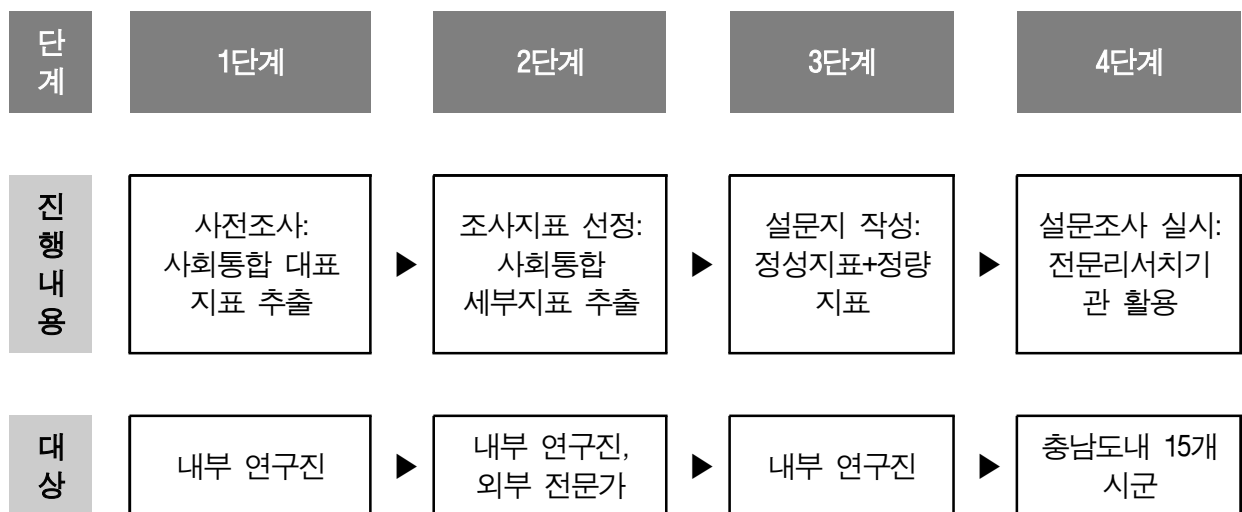 단
계
1단계
2단계
3단계
4단계
진
행
내
용
사전조사:
사회통합 대표
지표 추출
▶
조사지표 선정:
사회통합
세부지표 추출
▶
설문지 작성:
정성지표+정량
지표
▶
설문조사 실시:
전문리서치기
관 활용
대
상
내부 연구진
▶
내부 연구진,
외부 전문가
▶
내부 연구진
▶
충남도내 15개
시군